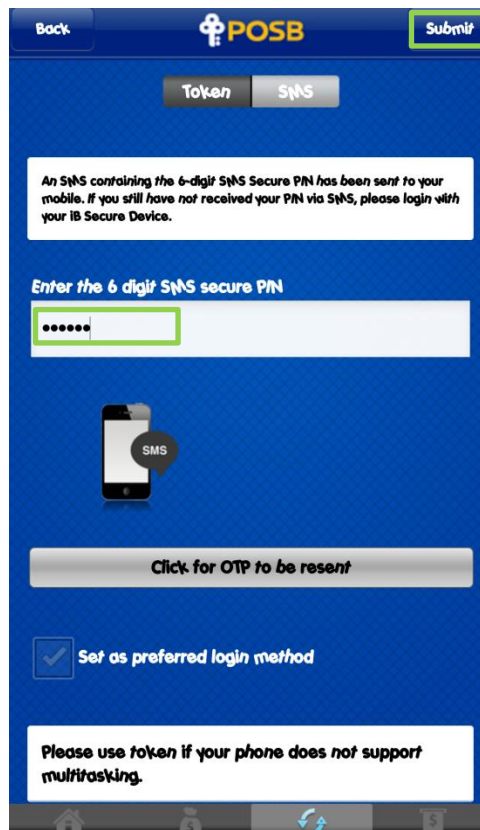 Back POSB Submit
Token SMS
An SMS containing the 6-digit SMS Secure PIN has been sent to your
mobile. If you still have not received your PIN via SMS, please login with
your iB Secure Device.
Enter the 6 digit SMS secure PIN
••••••
SMS
Click for OTP to be resent
Set as preferred login method
Please use token if your phone does not support
multitasking.